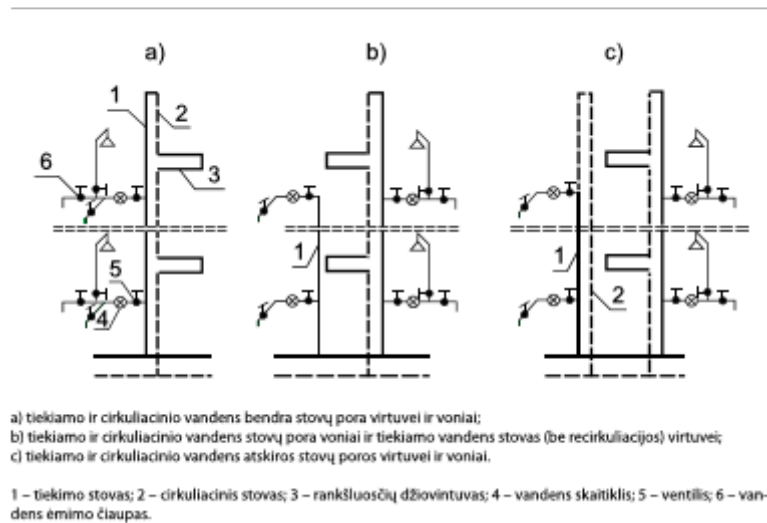 a) b) c)
1
2
6
3
1
1
5
2
4
a) tiekiamo ir cirkuliacinio vandens bendra stovų pora virtuvei ir voniai;
b) tiekiamo ir cirkuliacinio vandens stovų pora voniai ir tiekiamo vandens stovas (be recirkuliacijos) virtuvei;
c) tiekiamo ir cirkuliacinio vandens atskiros stovų poros virtuvei ir voniai.
1 – tiekimo stovas; 2 – cirkuliacinis stovas; 3 – rankšluosčių džiovintuvas; 4 – vandens skaitiklis; 5 – ventilis; 6 – van-
dens ėmimo čiaupas.